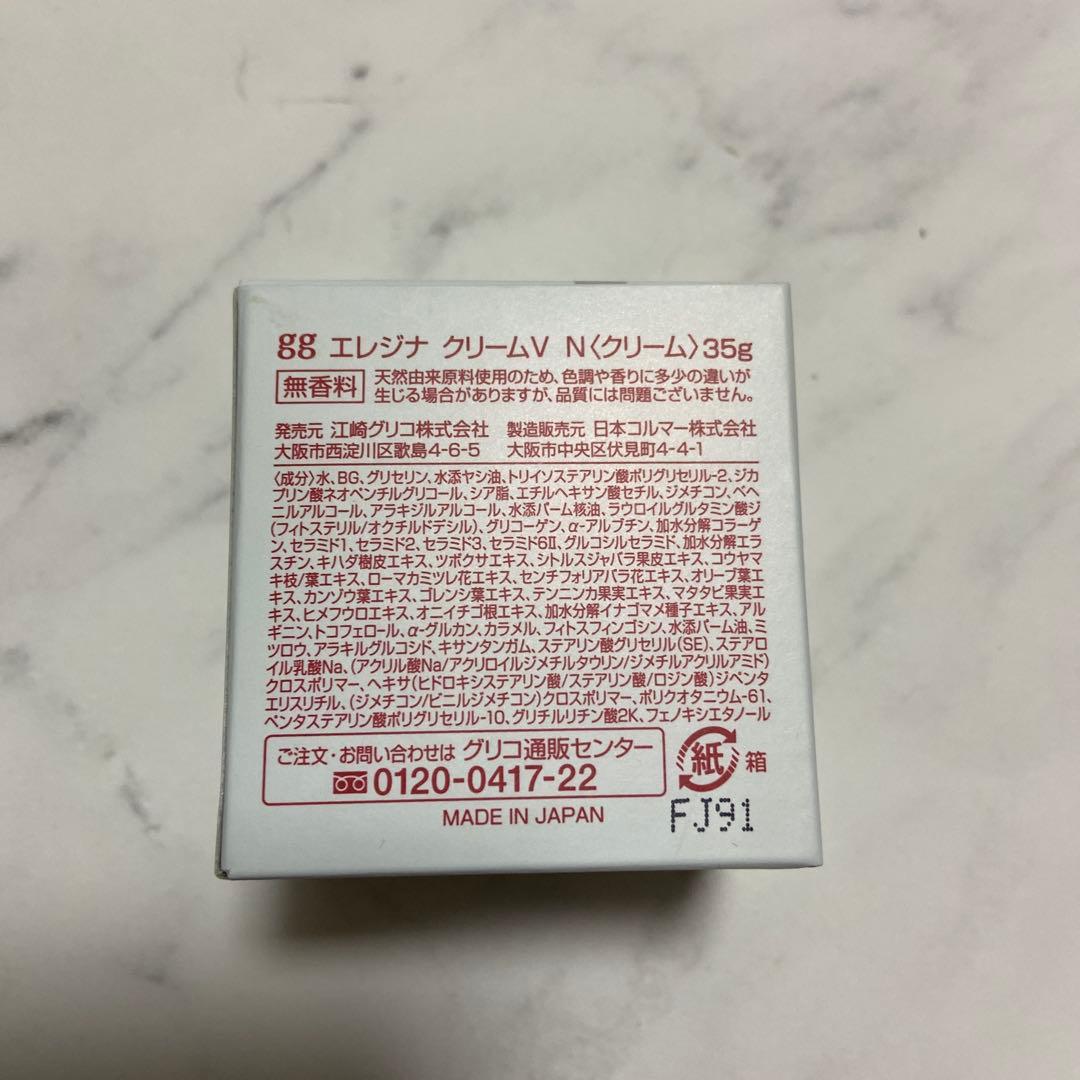 gg エレジナ クリームV N〈クリーム〉35g
無香料 天然由来原料使用のため、色調や香りに多少の違いが
生じる場合がありますが、品質には問題ございません。
発売元 江崎グリコ株式会社 製造販売元 日本コルマー株式会社
大阪市西淀川区歌島4-6-5 大阪市中央区伏見町4-4-1
〈成分〉水、BG、グリセリン、水添ヤシ油、トリイソステアリン酸ポリグリセリル-2、ジカ
プリン酸ネオペンチルグリコール、シア脂、エチルヘキサン酸セチル、ジメチコン、ベヘ
ニルアルコール、アラキジルアルコール、水添パーム核油、ラウロイルグルタミン酸ジ
(フィトステリル/オクチルドデシル)、グリコーゲン、α-アルブチン、加水分解コラーゲ
ン、セラミド1、セラミド2、セラミド3、セラミド6Ⅱ、グルコシルセラミド、加水分解エラ
スチン、キハダ樹皮エキス、ツボクサエキス、シトルスジャバラ果皮エキス、コウヤマ
キ枝/葉エキス、ローマカミツレ花エキス、センチフォリアバラ花エキス、オリーブ葉エ
キス、カンゾウ葉エキス、ゴレンシ葉エキス、テンニンカ果実エキス、マタタビ果実エ
キス、ヒメフウロエキス、オニイチゴ根エキス、加水分解イナゴマメ種子エキス、アル
ギニン、トコフェロール、α-グルカン、カラメル、フィトスフィンゴシン、水添パーム油、ミ
ツロウ、アラキルグルコシド、キサンタンガム、ステアリン酸グリセリル(SE)、ステアロ
イル乳酸Na、(アクリル酸Na/アクリロイルジメチルタウリン/ジメチルアクリルアミド)
クロスポリマー、ヘキサ(ヒドロキシステアリン酸/ステアリン酸/ロジン酸)ジペンタ
エリスリチル、(ジメチコン/ビニルジメチコン)クロスポリマー、ポリクオタニウム-61、
ペンタステアリン酸ポリグリセリル-10、グリチルリチン酸2K、フェノキシエタノール
ご注文・お問い合わせは グリコ通販センター
0120-0417-22
紙 箱
MADE IN JAPAN
FJ91